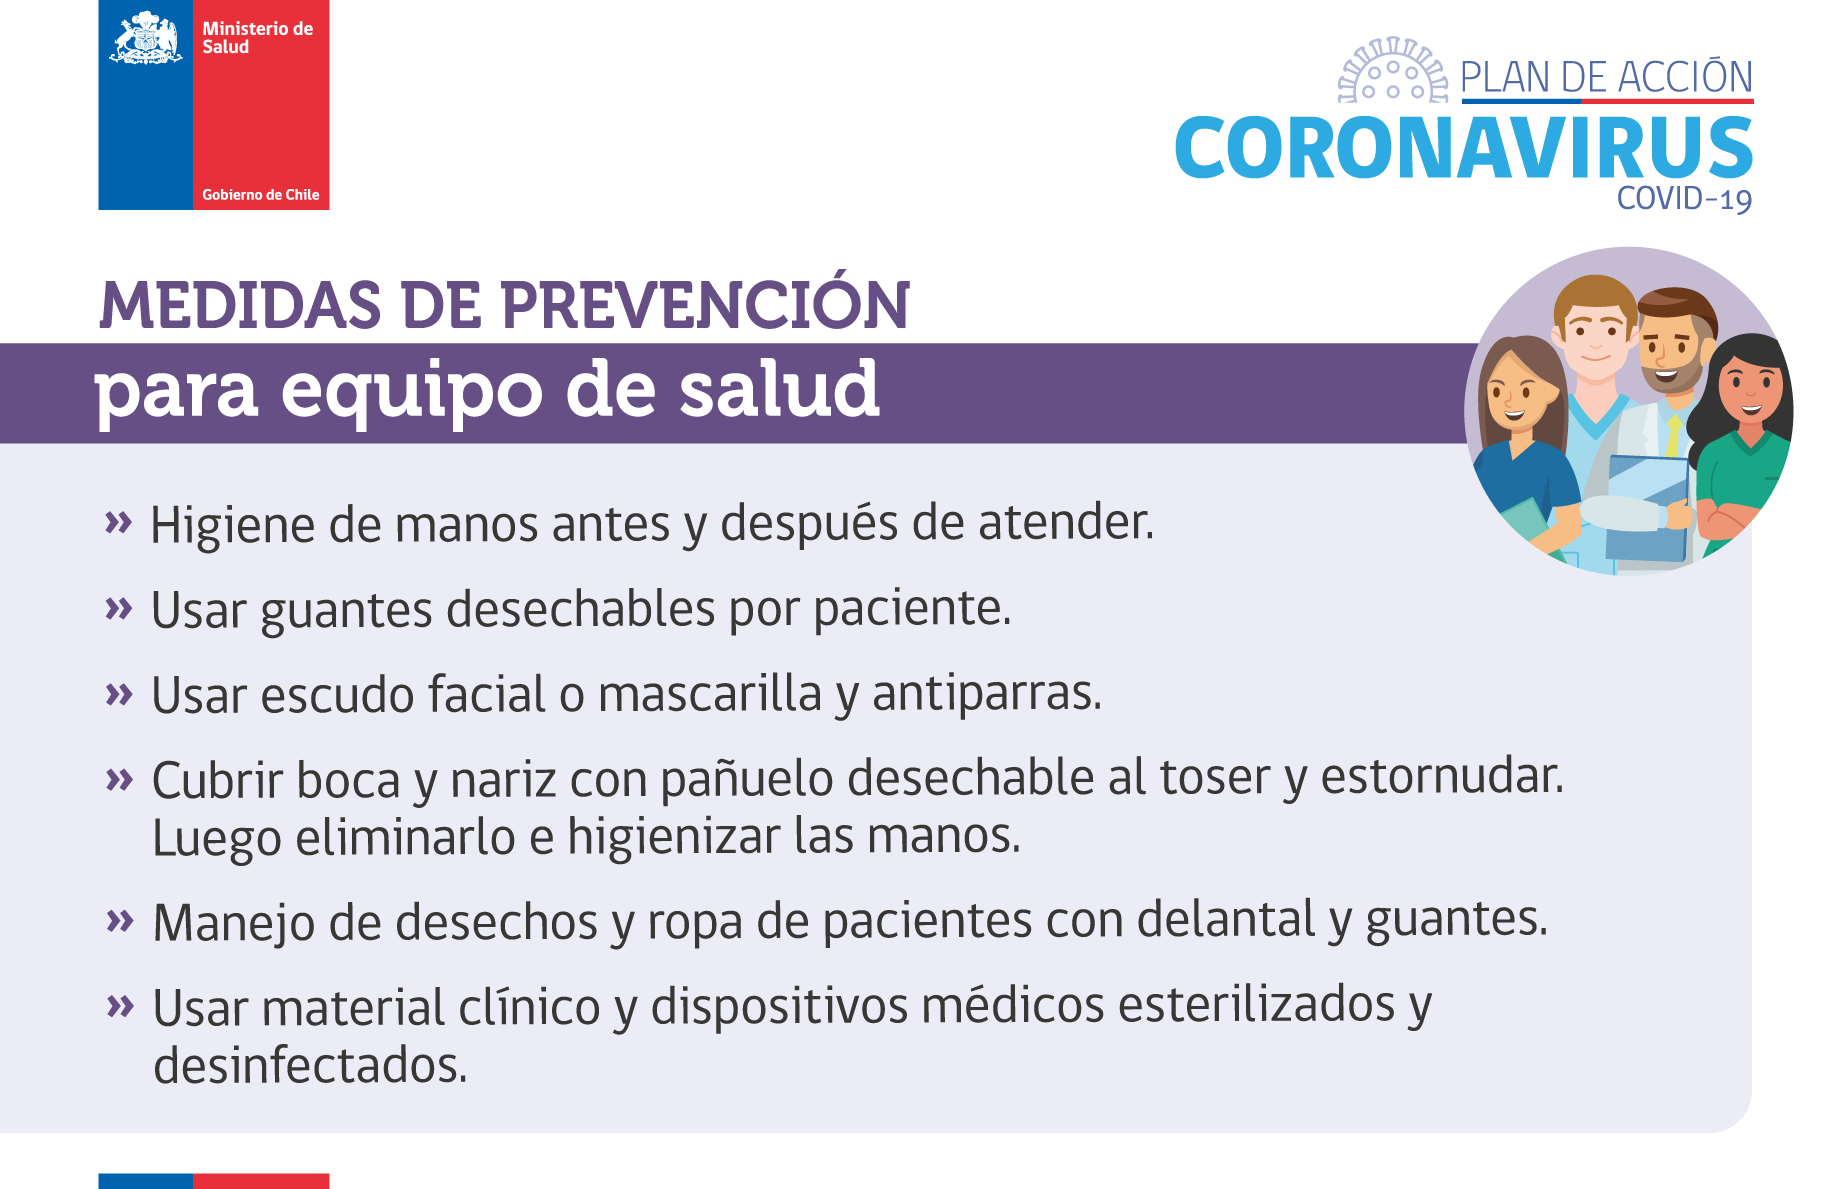 Ministerio de
Salud
Gobierno de Chile
PLAN DE ACCIÓN
CORONAVIRUS
COVID-19
MEDIDAS DE PREVENCIÓN
para equipo de salud
» Higiene de manos antes y después de atender.
» Usar guantes desechables por paciente.
» Usar escudo facial o mascarilla y antiparras.
» Cubrir boca y nariz con pañuelo desechable al toser y estornudar.
Luego eliminarlo e higienizar las manos.
» Manejo de desechos y ropa de pacientes con delantal y guantes.
» Usar material clínico y dispositivos médicos esterilizados y
desinfectados.